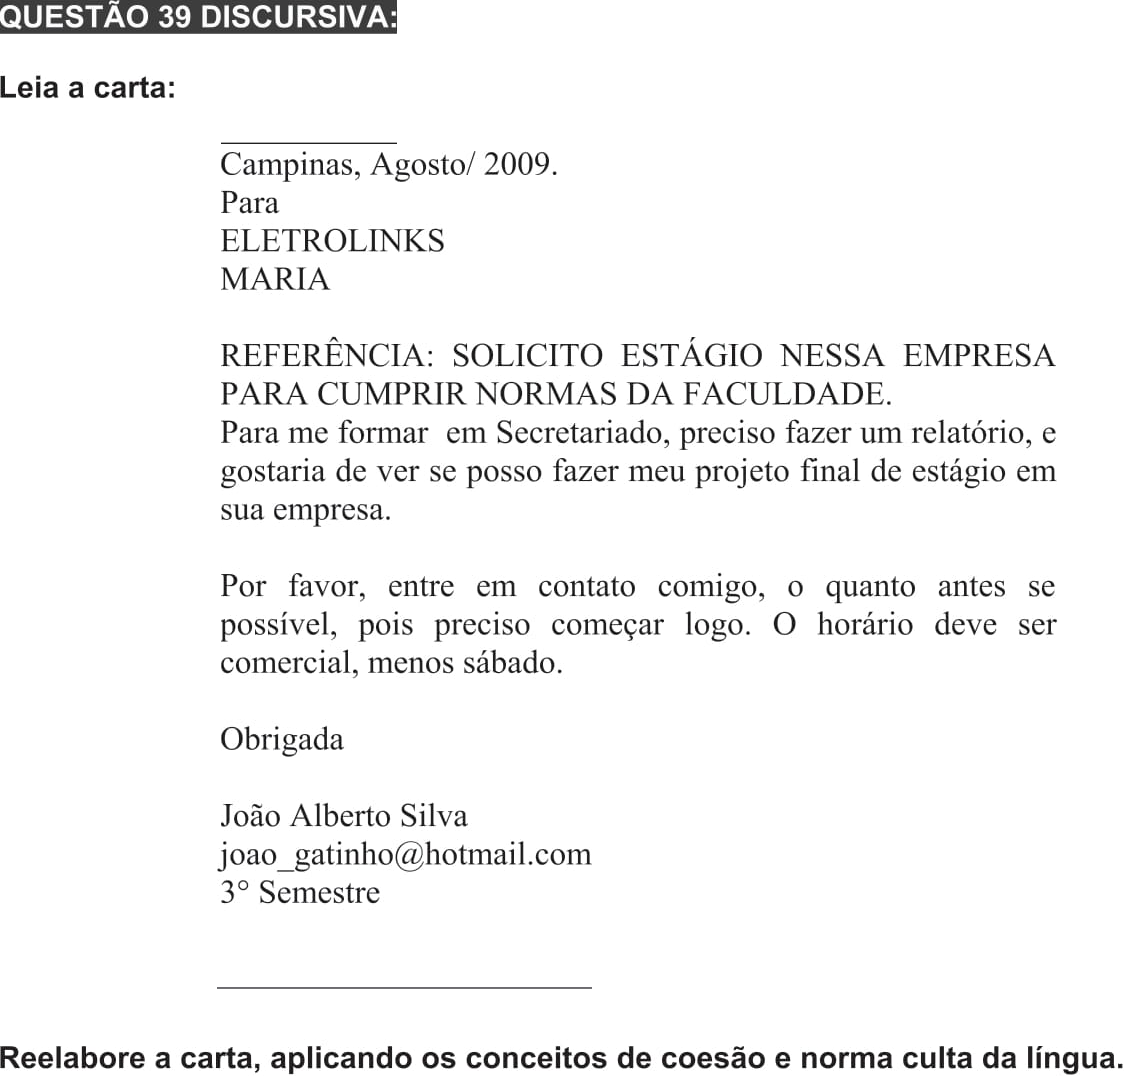 QUESTÃO 39 DISCURSIVA:
Leia a carta:
Campinas, Agosto/ 2009.
Para
ELETROLINKS
MARIA
REFERÊNCIA: SOLICITO ESTÁGIO NESSA EMPRESA
PARA CUMPRIR NORMAS DA FACULDADE.
Para me formar em Secretariado, preciso fazer um relatório, e
gostaria de ver se posso fazer meu projeto final de estágio em
sua empresa.
Por favor, entre em contato comigo, o quanto antes se
possível, pois preciso começar logo. O horário deve ser
comercial, menos sábado.
Obrigada
João Alberto Silva
joao_gatinho@hotmail.com
3° Semestre
Reelabore a carta, aplicando os conceitos de coesão e norma culta da língua.